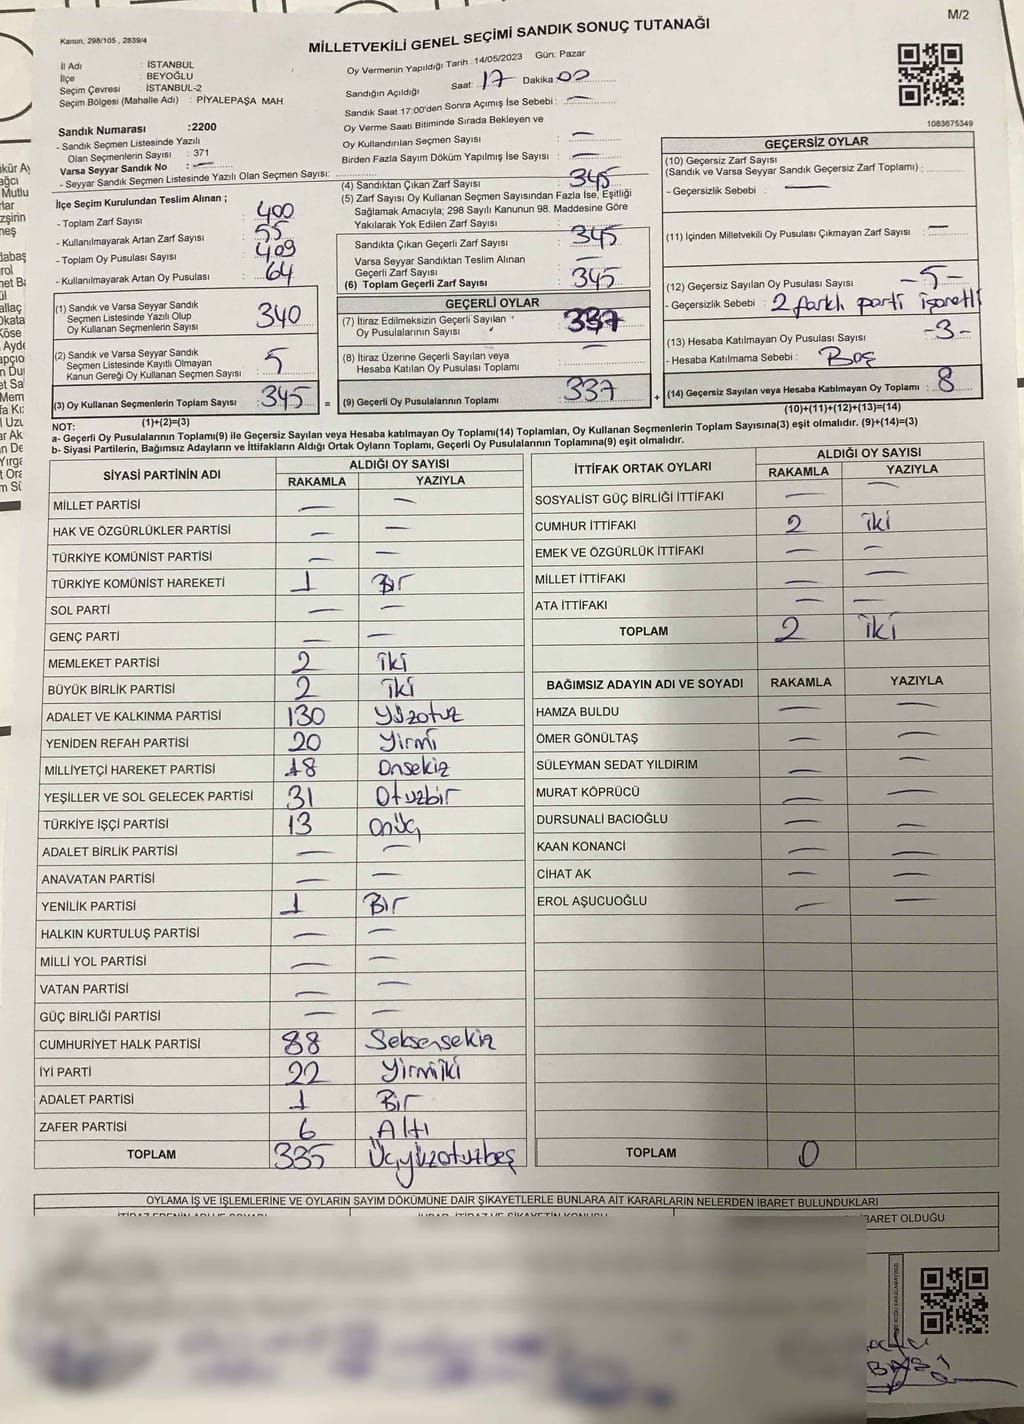 M/2
Kanun, 298/105 , 2839/4
MİLLETVEKİLİ GENEL SEÇİMİ SANDIK SONUÇ TUTANAĞI
İl Adı : İSTANBUL
İlçe : BEYOĞLU
Seçim Çevresi : İSTANBUL-2
Seçim Bölgesi (Mahalle Adı) : PİYALEPAŞA MAH.
Sandık Numarası :2200
- Sandık Seçmen Listesinde Yazılı
Olan Seçmenlerin Sayısı : 371
Varsa Seyyar Sandık No : —
- Seyyar Sandık Seçmen Listesinde Yazılı Olan Seçmen Sayısı:
Oy Vermenin Yapıldığı Tarih :14/05/2023 Gün: Pazar
Sandığın Açıldığı Saat: 17 Dakika 00
Sandık Saat 17:00'den Sonra Açımış İse Sebebi : —
Oy Verme Saati Bitiminde Sırada Bekleyen ve
Oy Kullandırılan Seçmen Sayısı : —
Birden Fazla Sayım Döküm Yapılmış İse Sayısı : —
1083675349
İlçe Seçim Kurulundan Teslim Alınan ;
- Toplam Zarf Sayısı : 400
- Kullanılmayarak Artan Zarf Sayısı : 55
- Toplam Oy Pusulası Sayısı : 409
- Kullanılmayarak Artan Oy Pusulası : 64
(1) Sandık ve Varsa Seyyar Sandık
Seçmen Listesinde Yazılı Olup
Oy Kullanan Seçmenlerin Sayısı : 340
(2) Sandık ve Varsa Seyyar Sandık
Seçmen Listesinde Kayıtlı Olmayan
Kanun Gereği Oy Kullanan Seçmen Sayısı : 5
(3) Oy Kullanan Seçmenlerin Toplam Sayısı : 345 =
(1)+(2)=(3)
(4) Sandıktan Çıkan Zarf Sayısı : 345
(5) Zarf Sayısı Oy Kullanan Seçmen Sayısından Fazla İse, Eşitliği
Sağlamak Amacıyla; 298 Sayılı Kanunun 98. Maddesine Göre
Yakılarak Yok Edilen Zarf Sayısı :
Sandıkta Çıkan Geçerli Zarf Sayısı : 345
Varsa Seyyar Sandıktan Teslim Alınan
Geçerli Zarf Sayısı : —
(6) Toplam Geçerli Zarf Sayısı : 345
GEÇERLİ OYLAR
(7) İtiraz Edilmeksizin Geçerli Sayılan
Oy Pusulasının Sayısı : 337
(8) İtiraz Üzerine Geçerli Sayılan veya
Hesaba Katılan Oy Pusulası Toplamı : —
(9) Geçerli Oy Pusulalarının Toplamı : 337 +
GEÇERSİZ OYLAR
(10) Geçersiz Zarf Sayısı
(Sandık ve Varsa Seyyar Sandık Geçersiz Zarf Toplamı) :
- Geçersizlik Sebebi : —
(11) İçinden Milletvekili Oy Pusulası Çıkmayan Zarf Sayısı : —
(12) Geçersiz Sayılan Oy Pusulası Sayısı : -5-
- Geçersizlik Sebebi : 2 farklı parti işaretli
(13) Hesaba Katılmayan Oy Pusulası Sayısı : -3-
- Hesaba Katılmama Sebebi : Boş
(14) Geçersiz Sayılan veya Hesaba Katılmayan Oy Toplamı : 8
(10)+(11)+(12)+(13)=(14)
NOT:
a- Geçerli Oy Pusulalarının Toplamı(9) ile Geçersiz Sayılan veya Hesaba katılmayan Oy Toplamı(14) Toplamları, Oy Kullanan Seçmenlerin Toplam Sayısına(3) eşit olmalıdır. (9)+(14)=(3)
b- Siyasi Partilerin, Bağımsız Adayların ve İttifakların Aldığı Ortak Oyların Toplamı, Geçerli Oy Pusulalarının Toplamına(9) eşit olmalıdır.
SİYASİ PARTİNİN ADI ALDIĞI OY SAYISI
RAKAMLA YAZIYLA
MİLLET PARTİSİ — —
HAK VE ÖZGÜRLÜKLER PARTİSİ — —
TÜRKİYE KOMÜNİST PARTİSİ — —
TÜRKİYE KOMÜNİST HAREKETİ 1 Bir
SOL PARTİ — —
GENÇ PARTİ — —
MEMLEKET PARTİSİ 2 iki
BÜYÜK BİRLİK PARTİSİ 2 iki
ADALET VE KALKINMA PARTİSİ 130 Yüzotuz
YENİDEN REFAH PARTİSİ 20 Yirmi
MİLLİYETÇİ HAREKET PARTİSİ 18 Onsekiz
YEŞİLLER VE SOL GELECEK PARTİSİ 31 Otuzbir
TÜRKİYE İŞÇİ PARTİSİ 13 Onüç
ADALET BİRLİK PARTİSİ — —
ANAVATAN PARTİSİ — —
YENİLİK PARTİSİ 1 Bir
HALKIN KURTULUŞ PARTİSİ — —
MİLLİ YOL PARTİSİ — —
VATAN PARTİSİ — —
GÜÇ BİRLİĞİ PARTİSİ — —
CUMHURİYET HALK PARTİSİ 88 Seksensekiz
İYİ PARTİ 22 Yirmiiki
ADALET PARTİSİ 1 Bir
ZAFER PARTİSİ 6 Altı
TOPLAM 335 Üçyüzotuzbeş
İTTİFAK ORTAK OYLARI ALDIĞI OY SAYISI
RAKAMLA YAZIYLA
SOSYALİST GÜÇ BİRLİĞİ İTTİFAKI — —
CUMHUR İTTİFAKI 2 iki
EMEK VE ÖZGÜRLÜK İTTİFAKI — —
MİLLET İTTİFAKI — —
ATA İTTİFAKI — —
TOPLAM 2 iki
BAĞIMSIZ ADAYIN ADI VE SOYADI RAKAMLA YAZIYLA
HAMZA BULDU — —
ÖMER GÖNÜLTAŞ — —
SÜLEYMAN SEDAT YILDIRIM — —
MURAT KÖPRÜCÜ — —
DURSUNALİ BACIOĞLU — —
KAAN KONANCİ — —
CİHAT AK — —
EROL AŞUCUOĞLU — —
TOPLAM 0
OYLAMA İŞ VE İŞLEMLERİNE VE OYLARIN SAYIM DÖKÜMÜNE DAİR ŞİKAYETLERLE BUNLARA AİT KARARLARIN NELERDEN İBARET BULUNDUKLARI
İBARET OLDUĞU